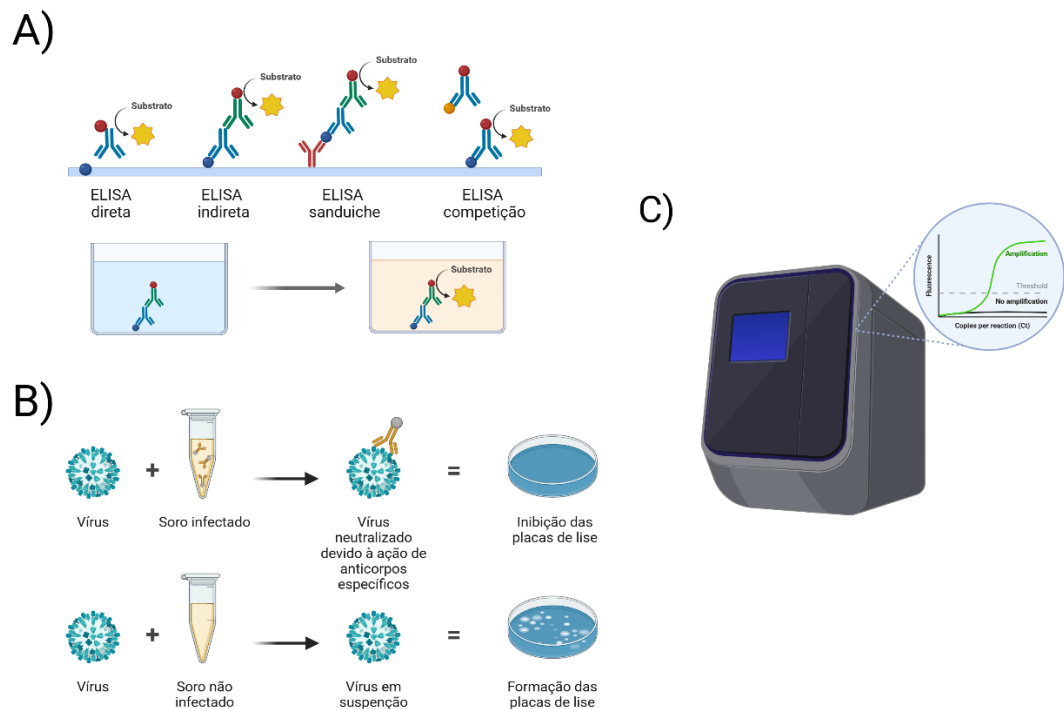 A)
Substrato
Substrato
Substrato
Substrato
ELISA
direta
ELISA
indireta
ELISA
sanduiche
ELISA
competição
Substrato
B)
Vírus
Soro infectado
Vírus
neutralizado
devido à ação de
anticorpos
específicos
Inibição das
placas de lise
+
=
Vírus
Soro não
infectado
Vírus em
suspenção
Formação das
placas de lise
+
=
C)
Fluorescence
Amplification
Threshold
No amplification
Copies per reaction (Ct)